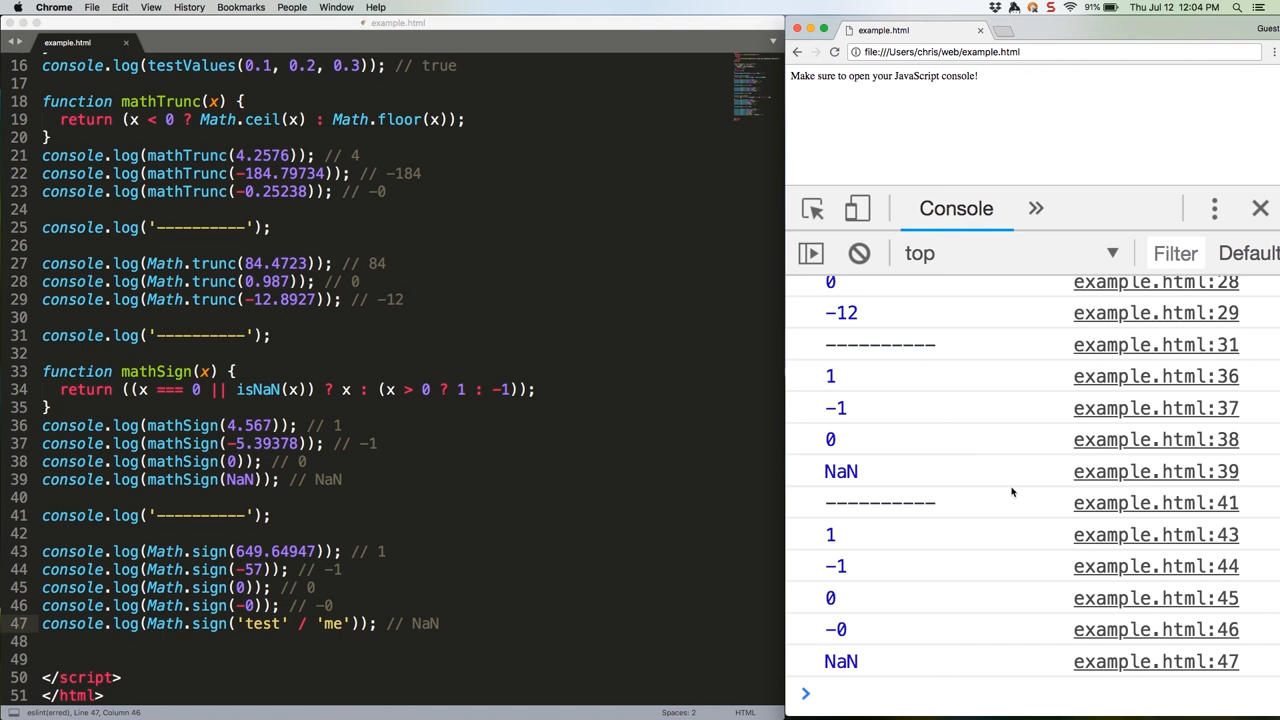 Chrome File Edit View History Bookmarks People Window Help 91% Thu Jul 12 12:04 PM
example.html
example.html
16 console.log(testValues(0.1, 0.2, 0.3)); // true
17
18 function mathTrunc(x) {
19 return (x < 0 ? Math.ceil(x) : Math.floor(x));
20 }
21 console.log(mathTrunc(4.2576)); // 4
22 console.log(mathTrunc(-184.79734)); // -184
23 console.log(mathTrunc(-0.25238)); // -0
24
25 console.log('----------');
26
27 console.log(Math.trunc(84.4723)); // 84
28 console.log(Math.trunc(0.987)); // 0
29 console.log(Math.trunc(-12.8927)); // -12
30
31 console.log('----------');
32
33 function mathSign(x) {
34 return ((x === 0 || isNaN(x)) ? x : (x > 0 ? 1 : -1));
35 }
36 console.log(mathSign(4.567)); // 1
37 console.log(mathSign(-5.39378)); // -1
38 console.log(mathSign(0)); // 0
39 console.log(mathSign(NaN)); // NaN
40
41 console.log('----------');
42
43 console.log(Math.sign(649.64947)); // 1
44 console.log(Math.sign(-57)); // -1
45 console.log(Math.sign(0)); // 0
46 console.log(Math.sign(-0)); // -0
47 console.log(Math.sign('test' / 'me')); // NaN
48
49
50 </script>
51 </html>
eslint(erred), Line 47, Column 46 Spaces: 2 HTML
example.html Guest
file:///Users/chris/web/example.html
Make sure to open your JavaScript console!
Console
top Filter Default
0 example.html:28
-12 example.html:29
---------- example.html:31
1 example.html:36
-1 example.html:37
0 example.html:38
NaN example.html:39
---------- example.html:41
1 example.html:43
-1 example.html:44
0 example.html:45
-0 example.html:46
NaN example.html:47